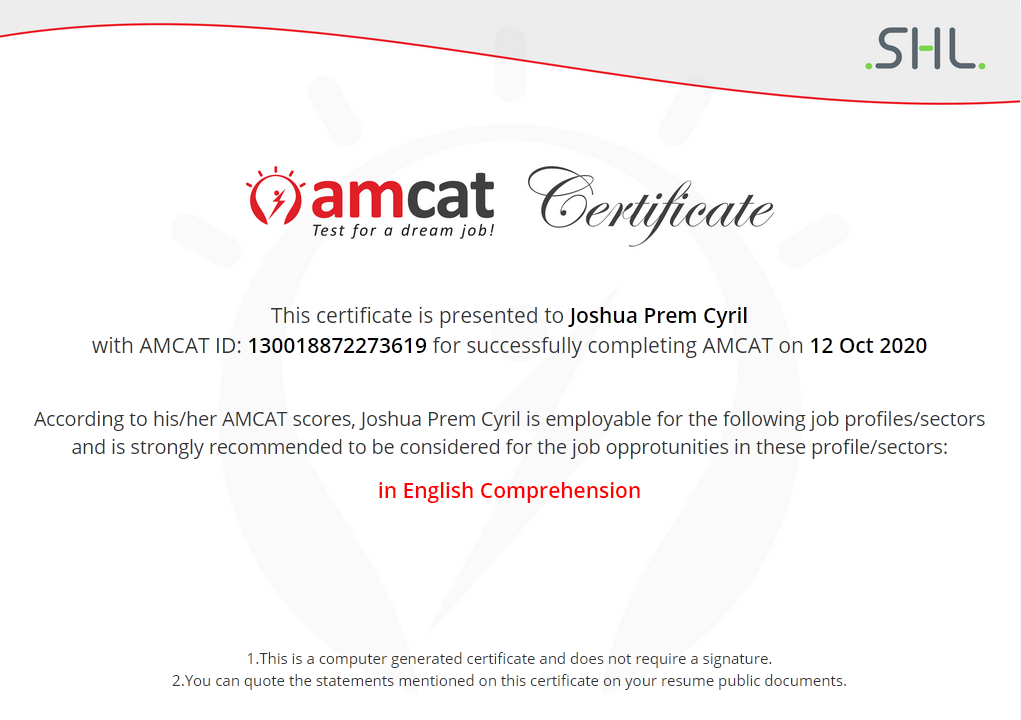 .SHL.
amcat Certificate
Test for a dream job!
This certificate is presented to Joshua Prem Cyril
with AMCAT ID: 130018872273619 for successfully completing AMCAT on 12 Oct 2020
According to his/her AMCAT scores, Joshua Prem Cyril is employable for the following job profiles/sectors
and is strongly recommended to be considered for the job opprotunities in these profile/sectors:
in English Comprehension
1.This is a computer generated certificate and does not require a signature.
2.You can quote the statements mentioned on this certificate on your resume public documents.